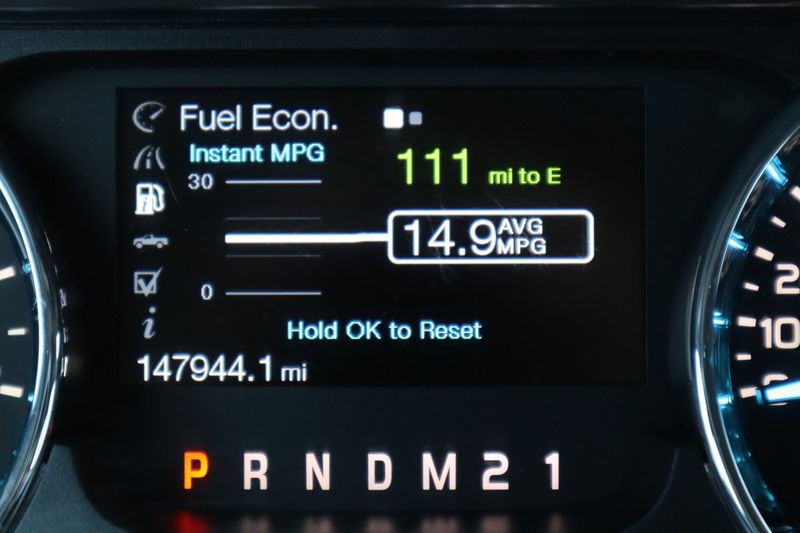 Fuel Econ.
Instant MPG
111 mi to E
30
14.9 AVG MPG
0
Hold OK to Reset
147944.1 mi
P R N D M 2 1
10